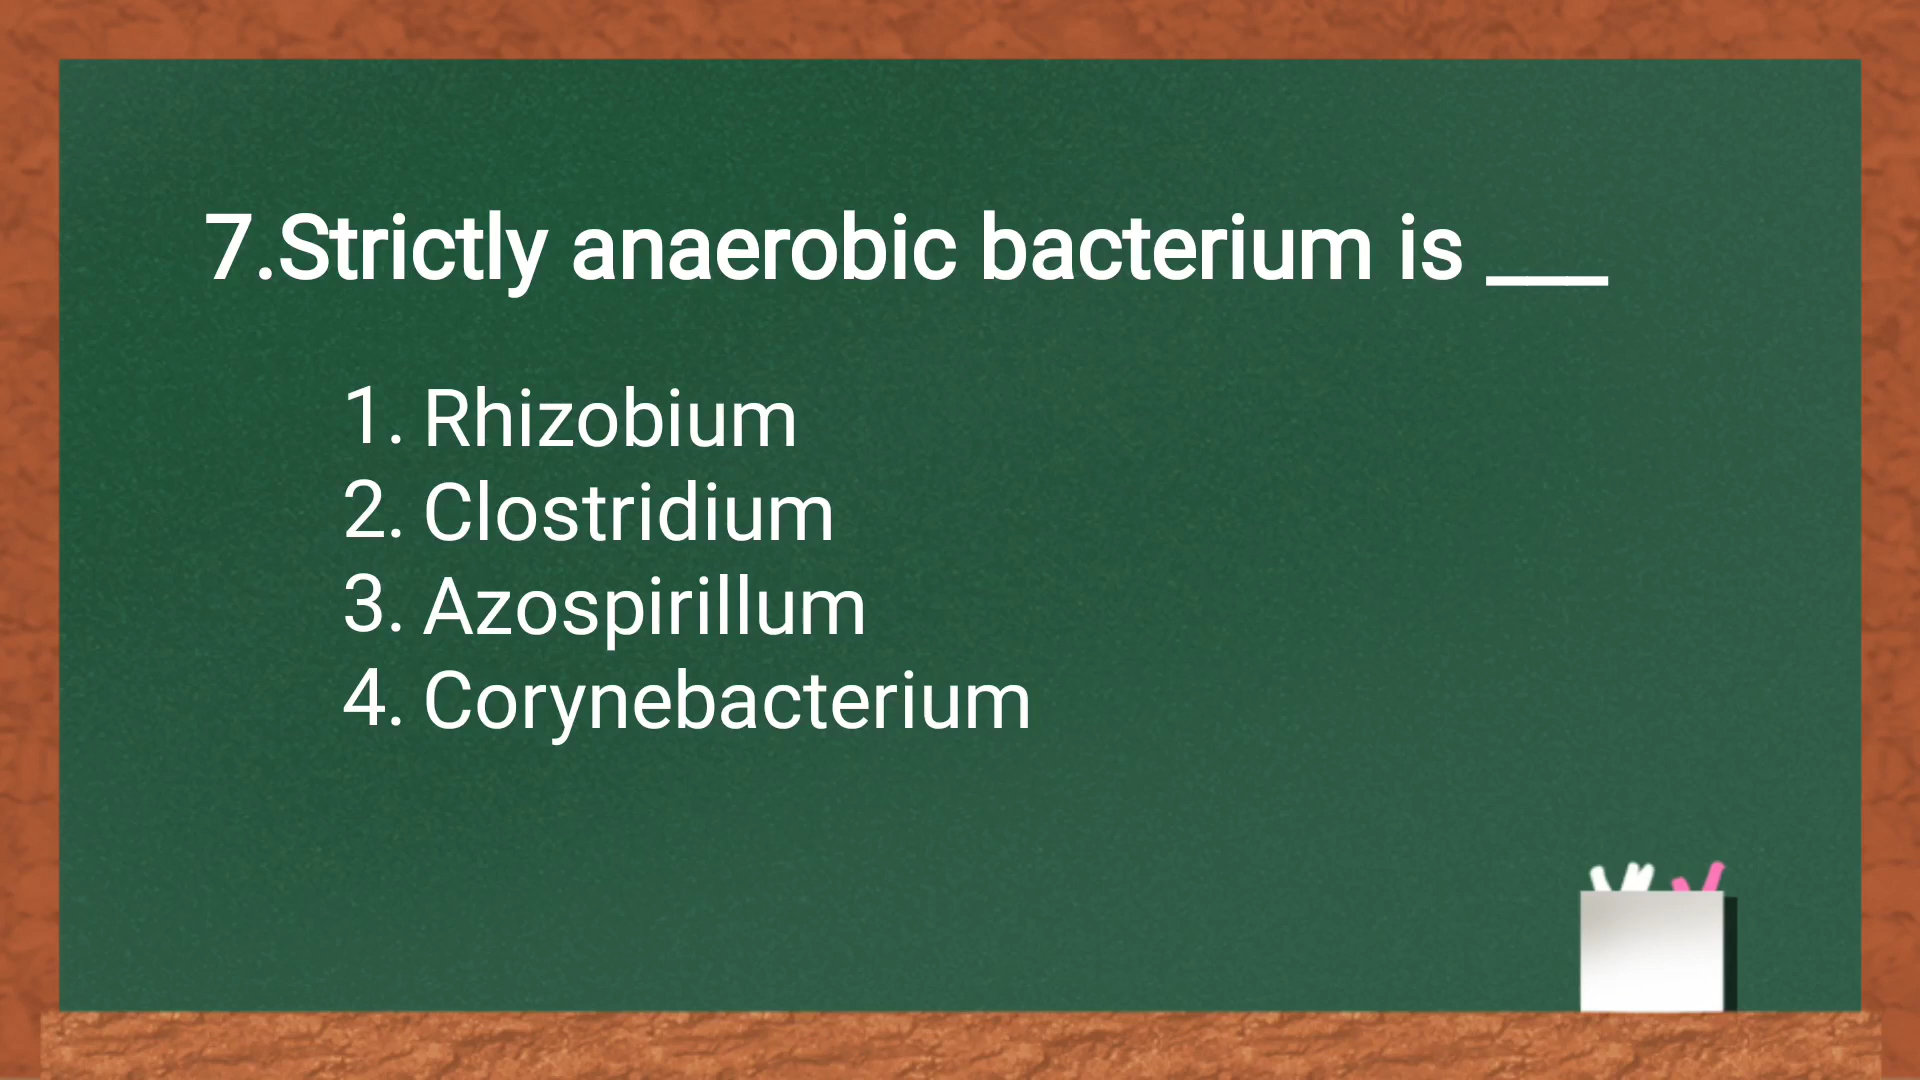 7.Strictly anaerobic bacterium is ___
1. Rhizobium
2. Clostridium
3. Azospirillum
4. Corynebacterium